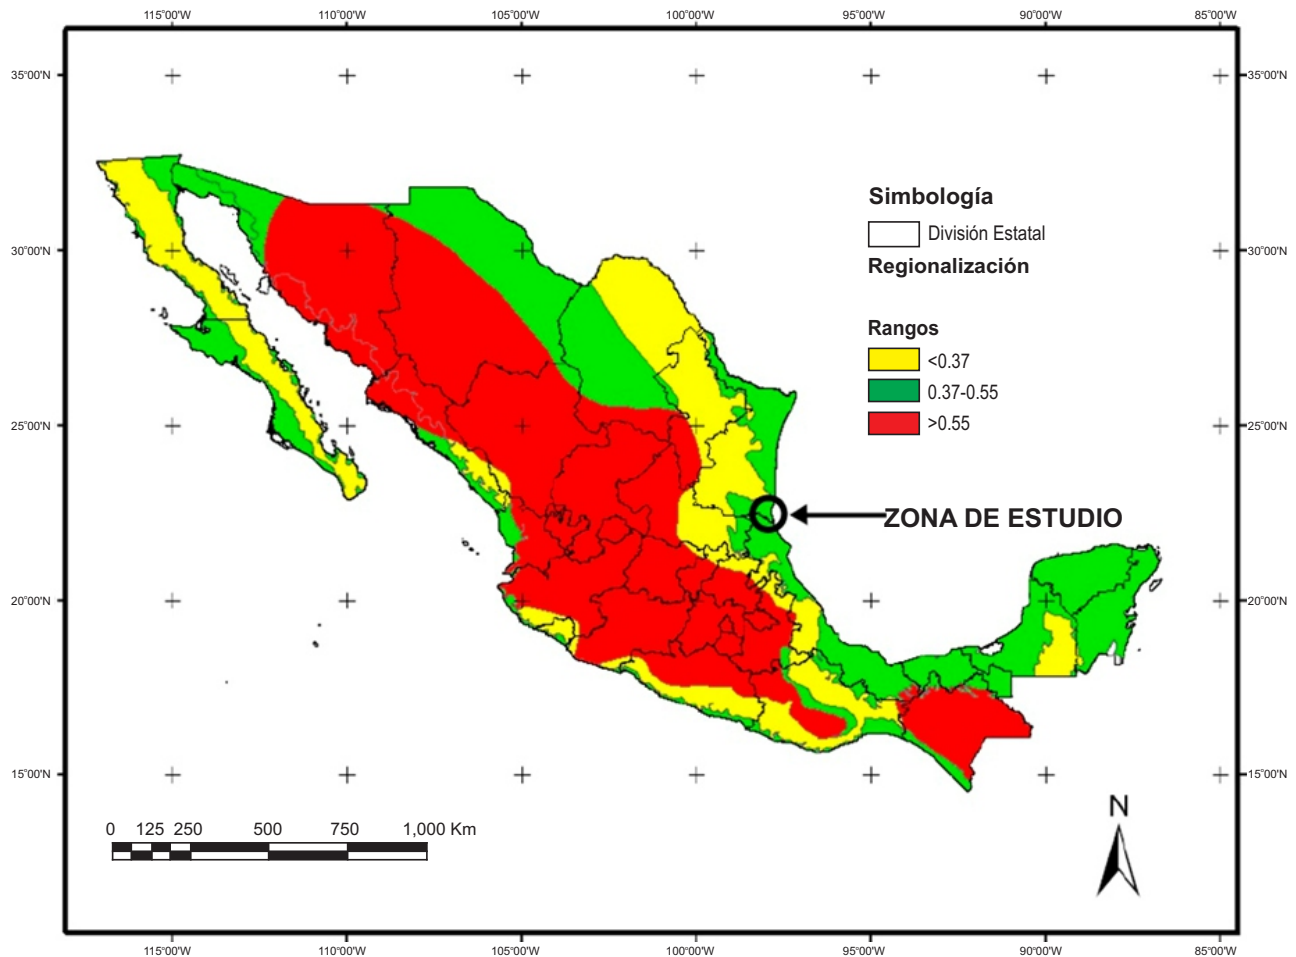 115°00'W 110°00'W 105°00'W 100°00'W 95°00'W 90°00'W 85°00'W
35°00'N 35°00'N
Simbología
División Estatal
30°00'N 30°00'N
Regionalización
Rangos
<0.37
0.37-0.55
>0.55
25°00'N 25°00'N
ZONA DE ESTUDIO
20°00'N 20°00'N
15°00'N 15°00'N
N
0 125 250 500 750 1,000 Km
115°00'W 110°00'W 105°00'W 100°00'W 95°00'W 90°00'W 85°00'W